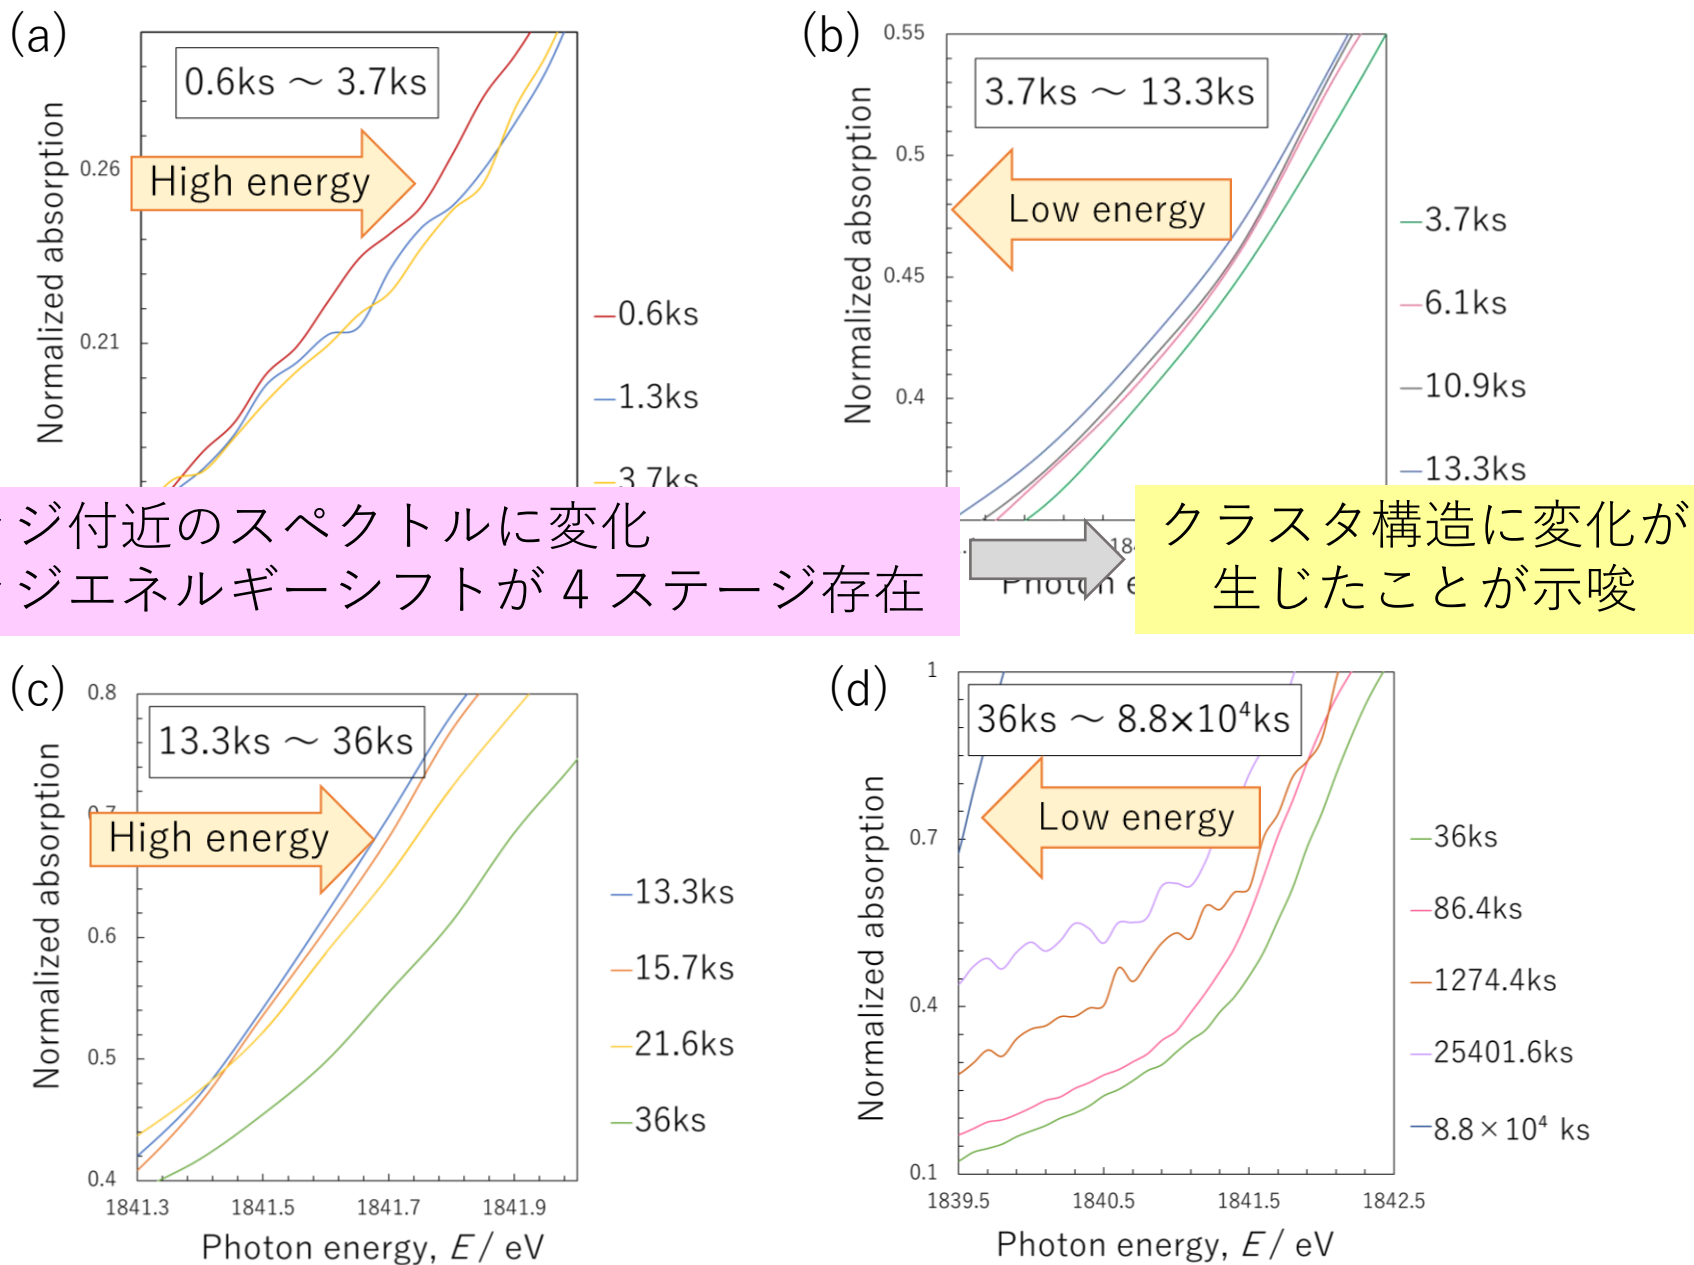 (a)
0.6ks ～ 3.7ks
High energy
Normalized absorption
0.26
0.21
0.6ks
1.3ks
3.7ks
(b)
3.7ks ～ 13.3ks
Low energy
Normalized absorption
0.55
0.5
0.45
0.4
3.7ks
6.1ks
10.9ks
13.3ks
Photon e
ジ付近のスペクトルに変化
ジエネルギーシフトが 4 ステージ存在
クラスタ構造に変化が
生じたことが示唆
(c)
13.3ks ～ 36ks
High energy
Normalized absorption
0.8
0.7
0.6
0.5
0.4
1841.3 1841.5 1841.7 1841.9
Photon energy, E / eV
13.3ks
15.7ks
21.6ks
36ks
(d)
36ks ～ 8.8×10⁴ks
Low energy
Normalized absorption
1
0.7
0.4
0.1
1839.5 1840.5 1841.5 1842.5
Photon energy, E / eV
36ks
86.4ks
1274.4ks
25401.6ks
8.8×10⁴ ks